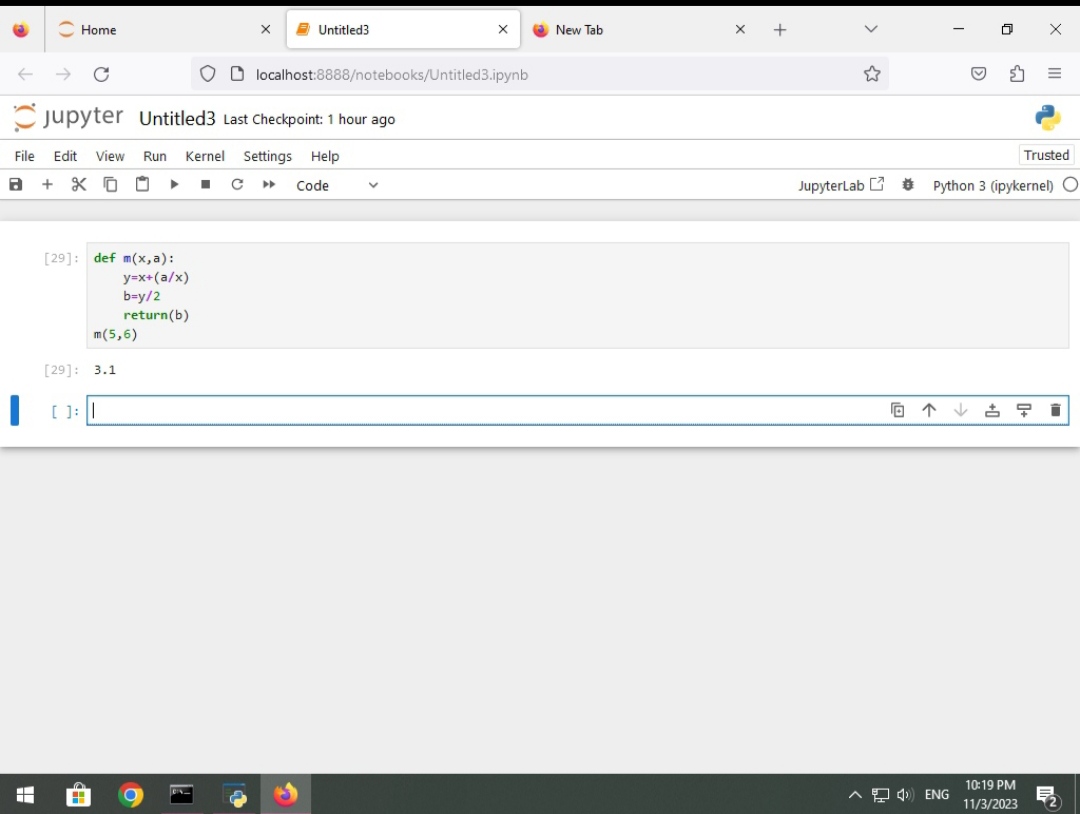 Home
Untitled3
New Tab
localhost:8888/notebooks/Untitled3.ipynb
jupyter Untitled3 Last Checkpoint: 1 hour ago
File Edit View Run Kernel Settings Help
Trusted
Code
JupyterLab
Python 3 (ipykernel)
[29]: def m(x,a):
y=x+(a/x)
b=y/2
return(b)
m(5,6)
[29]: 3.1
[ ]:
ENG
10:19 PM
11/3/2023
2